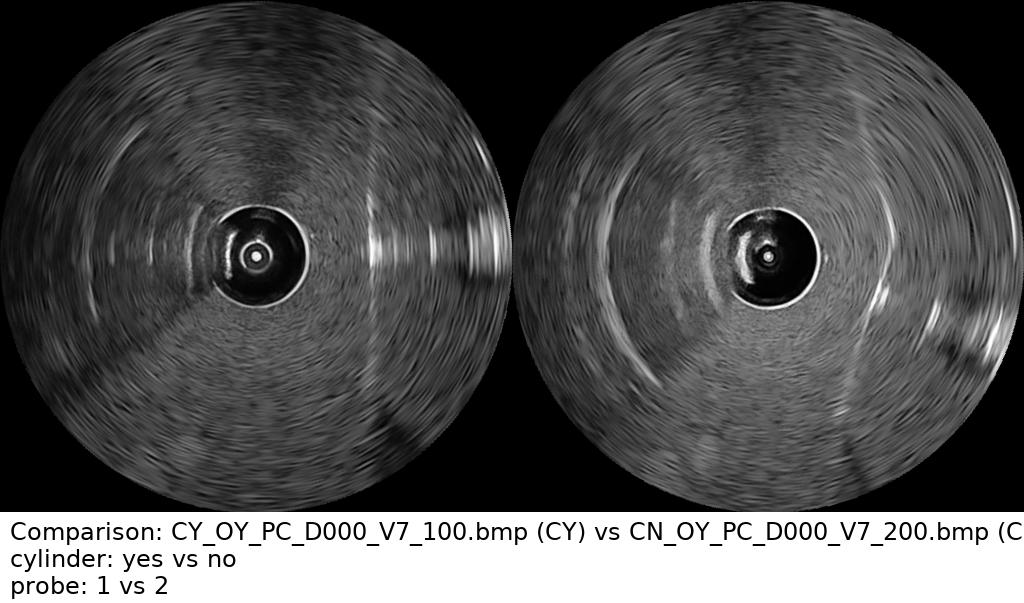 Comparison: CY_OY_PC_D000_V7_100.bmp (CY) vs CN_OY_PC_D000_V7_200.bmp (C
cylinder: yes vs no
probe: 1 vs 2